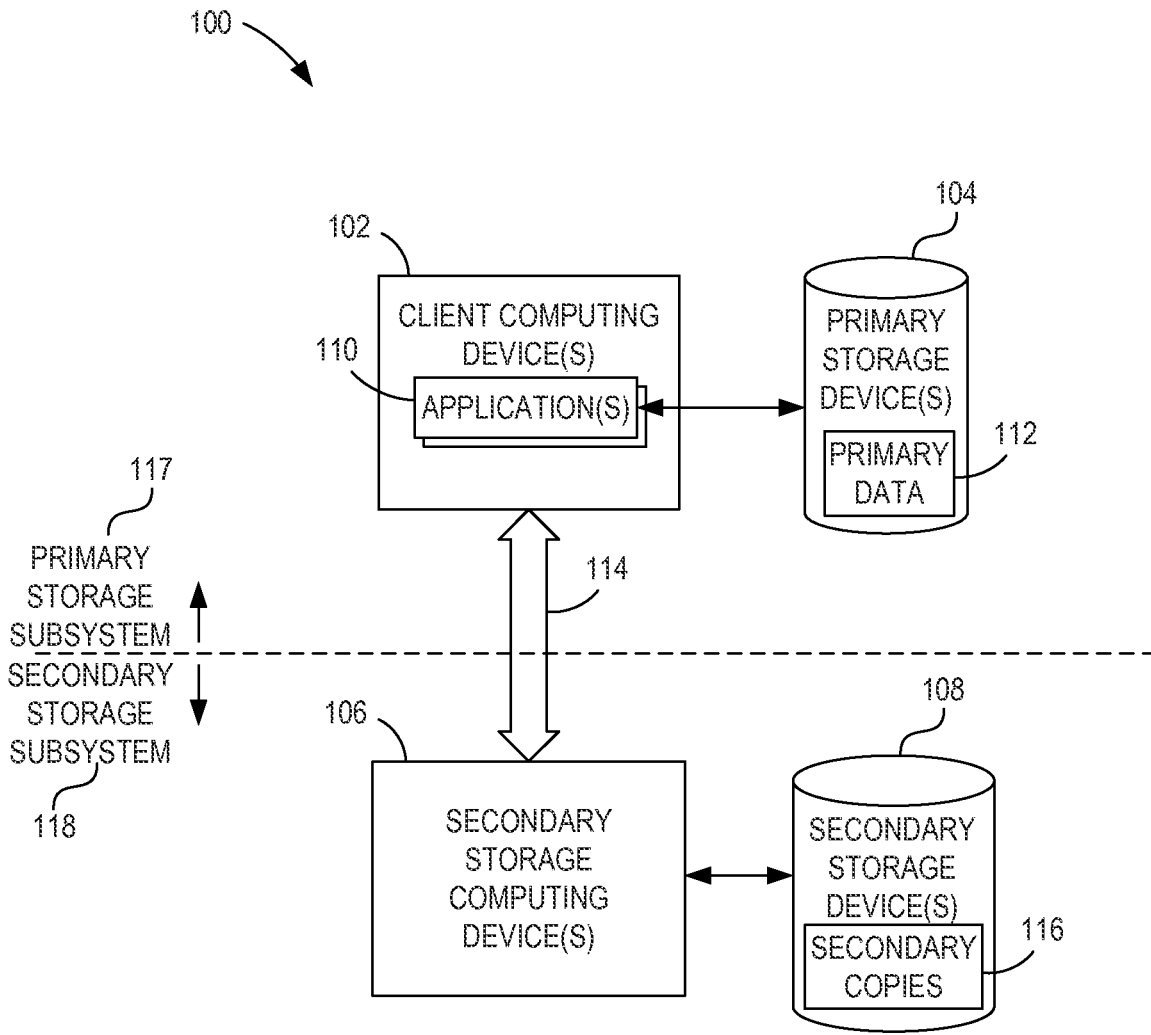 100
104
102
CLIENT COMPUTING
DEVICE(S)
110
APPLICATION(S)
PRIMARY
STORAGE
DEVICE(S)
112
PRIMARY
DATA
117
PRIMARY
STORAGE
SUBSYSTEM
114
SECONDARY
STORAGE
SUBSYSTEM
118
106
108
SECONDARY
STORAGE
COMPUTING
DEVICE(S)
SECONDARY
STORAGE
DEVICE(S)
116
SECONDARY
COPIES